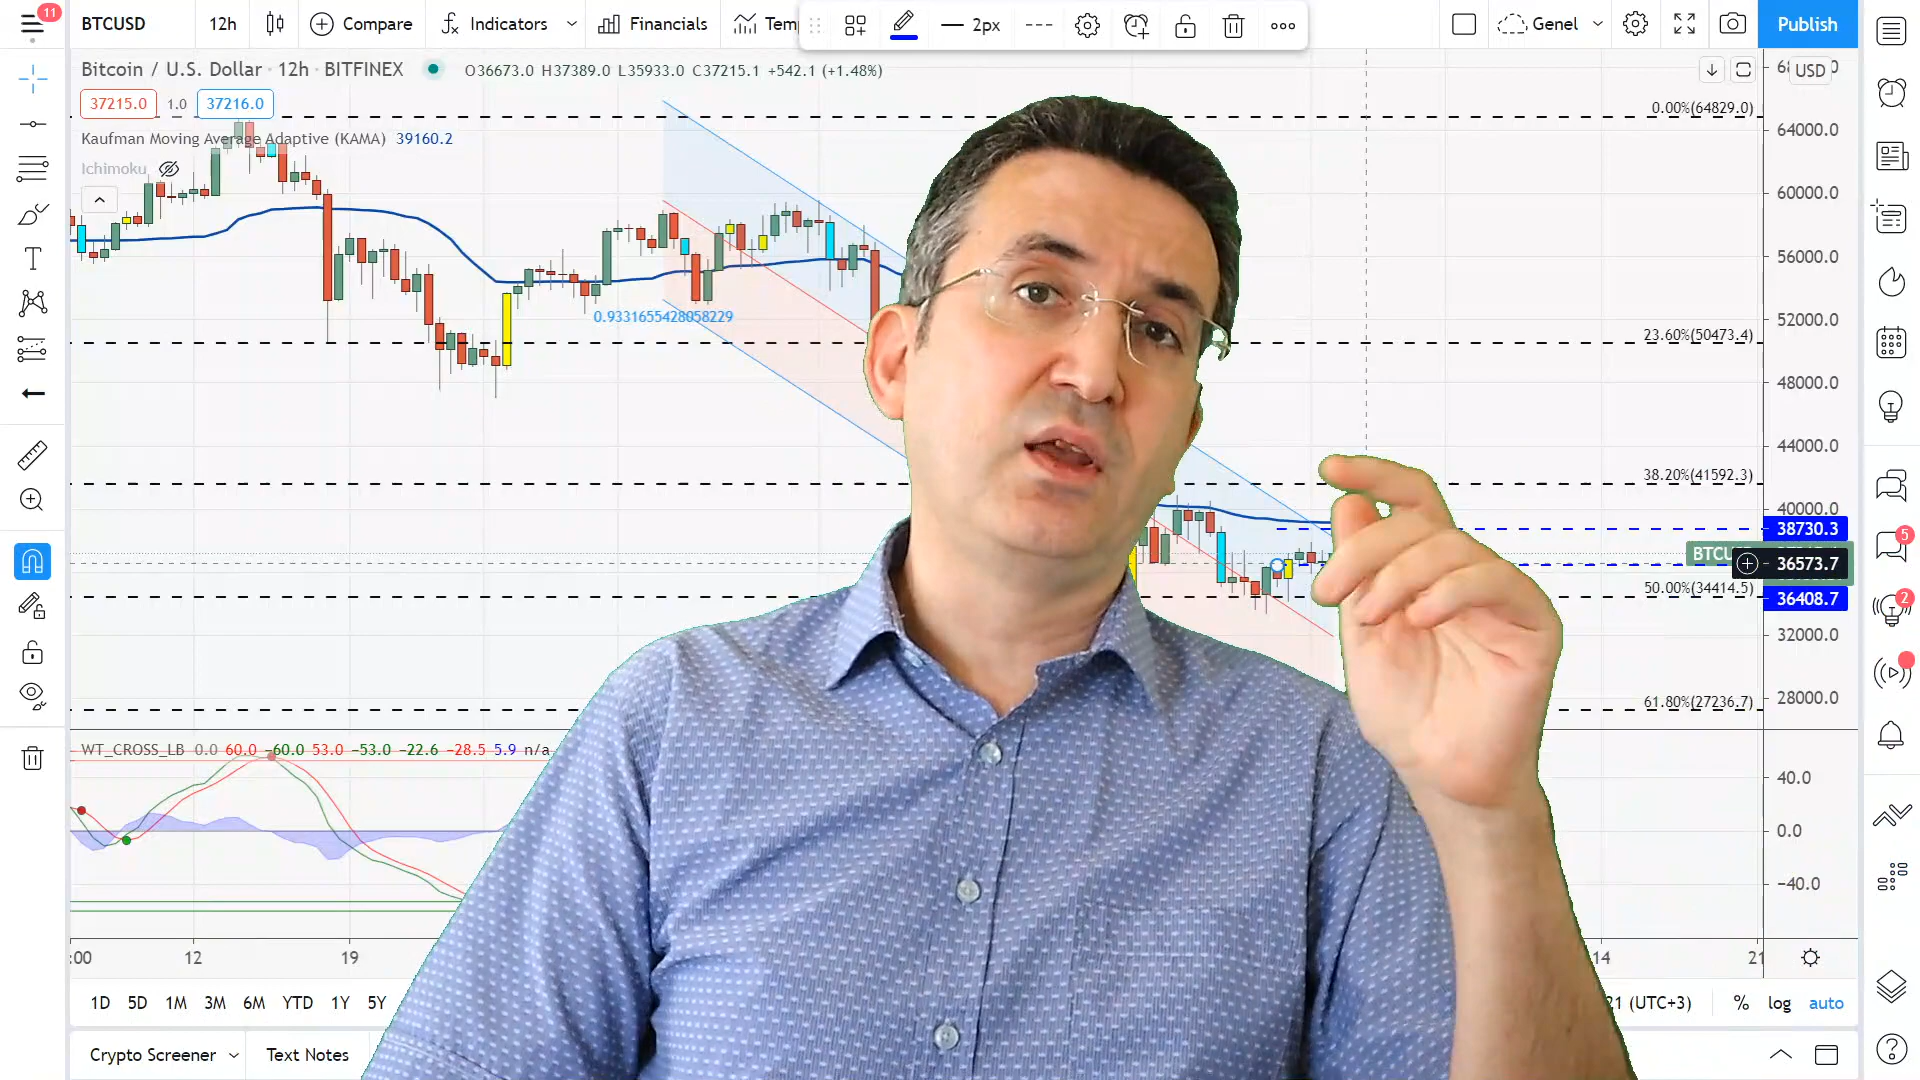 11
BTCUSD 12h Compare Indicators Financials Temp 2px Genel Publish
Bitcoin / U.S. Dollar · 12h · BITFINEX O36673.0 H37389.0 L35933.0 C37215.1 +542.1 (+1.48%) USD
37215.0 1.0 37216.0
Kaufman Moving Average Adaptive (KAMA) 39160.2
Ichimoku
0.9331655428058229
0.00%(64829.0)
23.60%(50473.4)
38.20%(41592.3)
50.00%(34414.5)
61.80%(27236.7)
64000.0
60000.0
56000.0
52000.0
48000.0
44000.0
40000.0
38730.3
BTCU
36573.7
36408.7
32000.0
28000.0
5
2
WT_CROSS_LB 0.0 60.0 −60.0 53.0 −53.0 −22.6 −28.5 5.9 n/a
40.0
0.0
−40.0
:00 12 19 14 21
1D 5D 1M 3M 6M YTD 1Y 5Y 21 (UTC+3) % log auto
Crypto Screener Text Notes